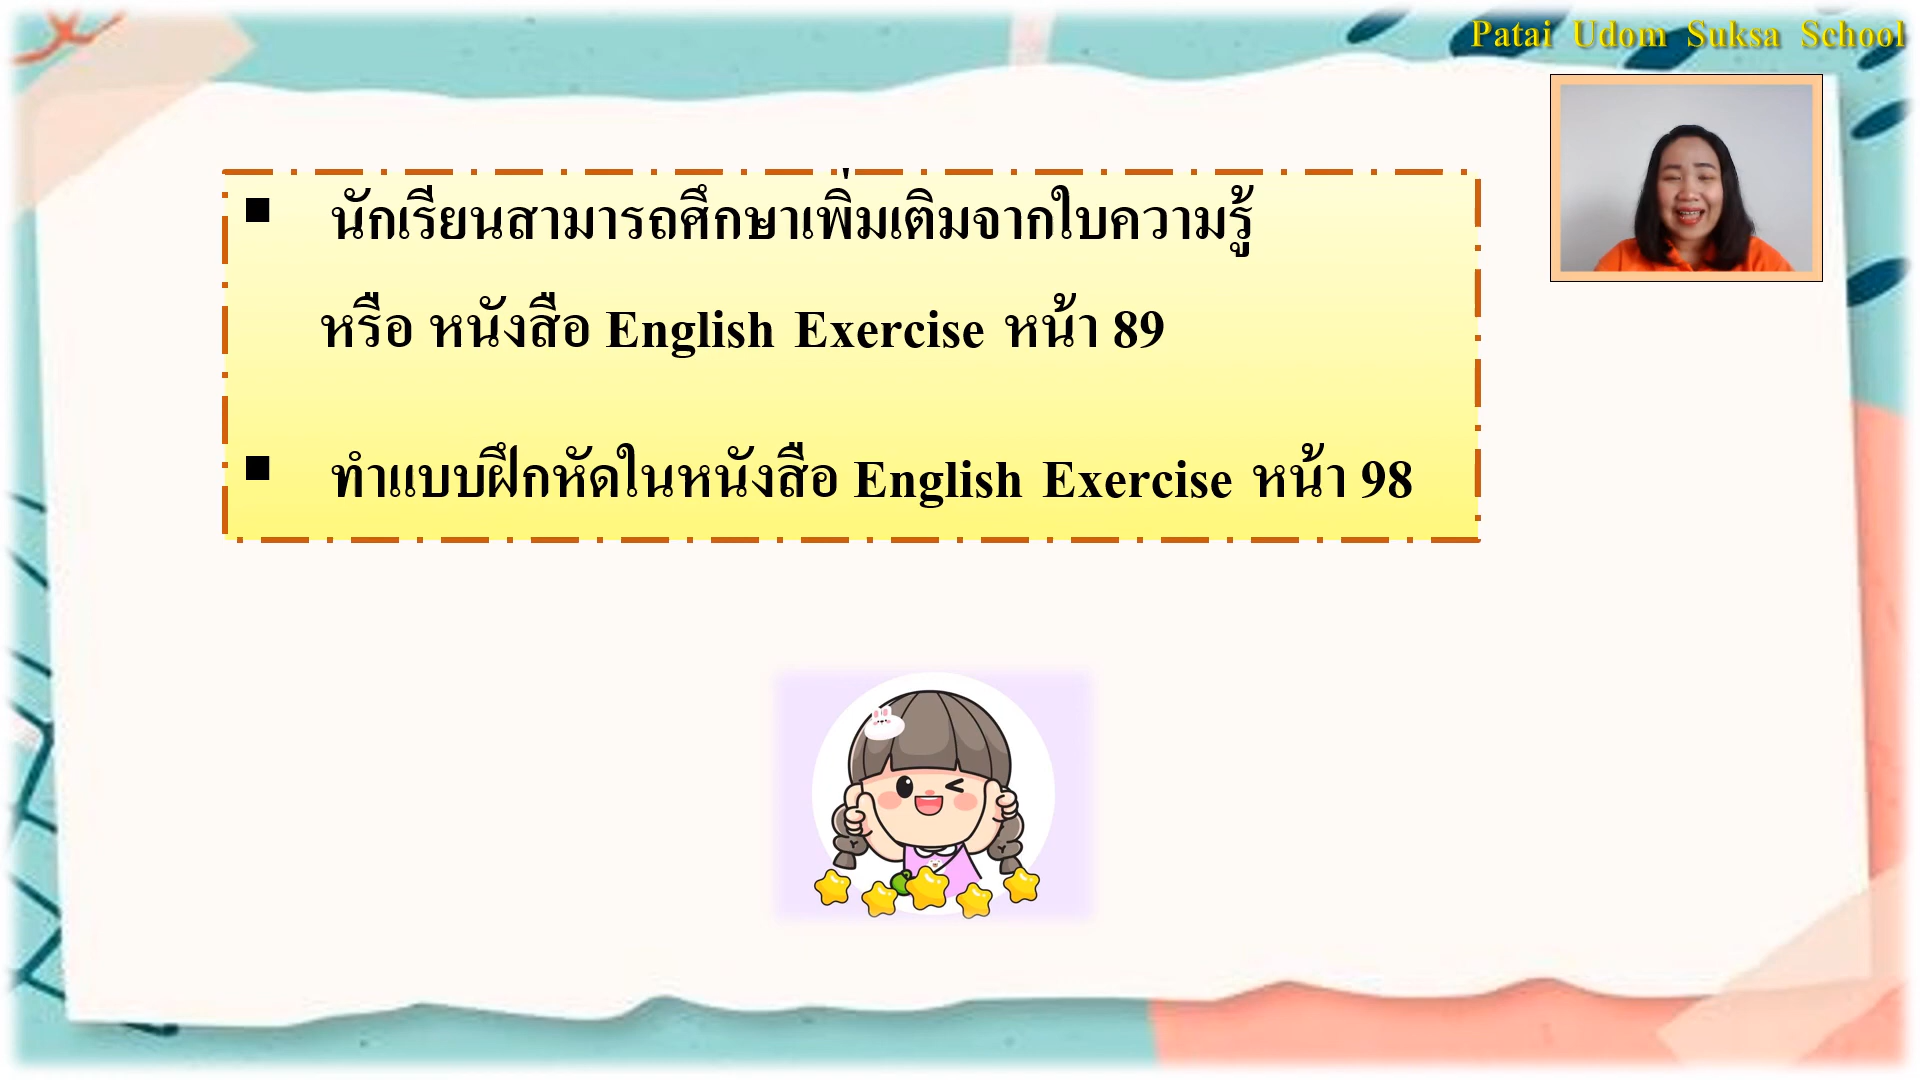 Patai Udom Suksa School
▪ นักเรียนสามารถศึกษาเพิ่มเติมจากใบความรู้
หรือ หนังสือ English Exercise หน้า 89
▪ ทำแบบฝึกหัดในหนังสือ English Exercise หน้า 98